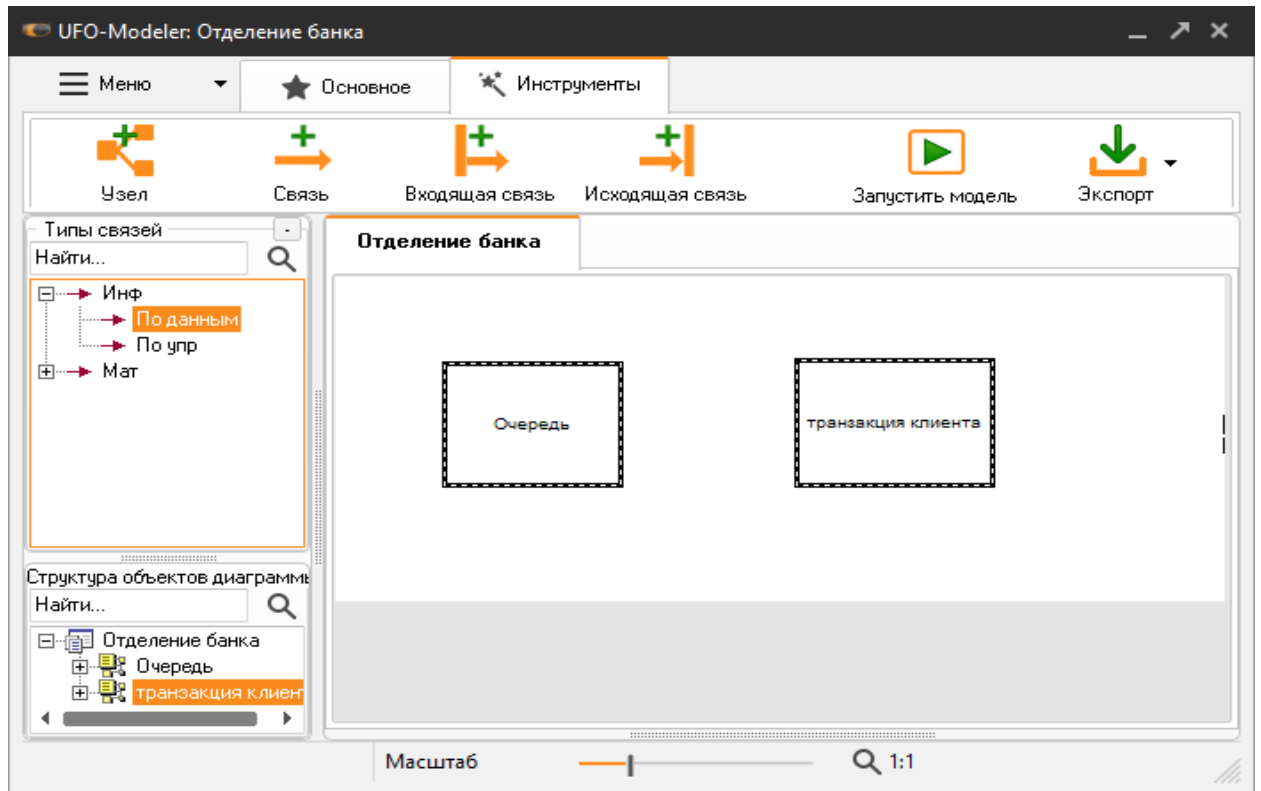 UFO-Modeler: Отделение банка
Меню
Основное
Инструменты
Узел
Связь
Входящая связь
Исходящая связь
Запустить модель
Экспорт
Типы связей
Найти...
Инф
По данным
По упр
Мат
Отделение банка
Очередь
транзакция клиента
Структура объектов диаграммы
Найти...
Отделение банка
Очередь
транзакция клиент
Масштаб
1:1